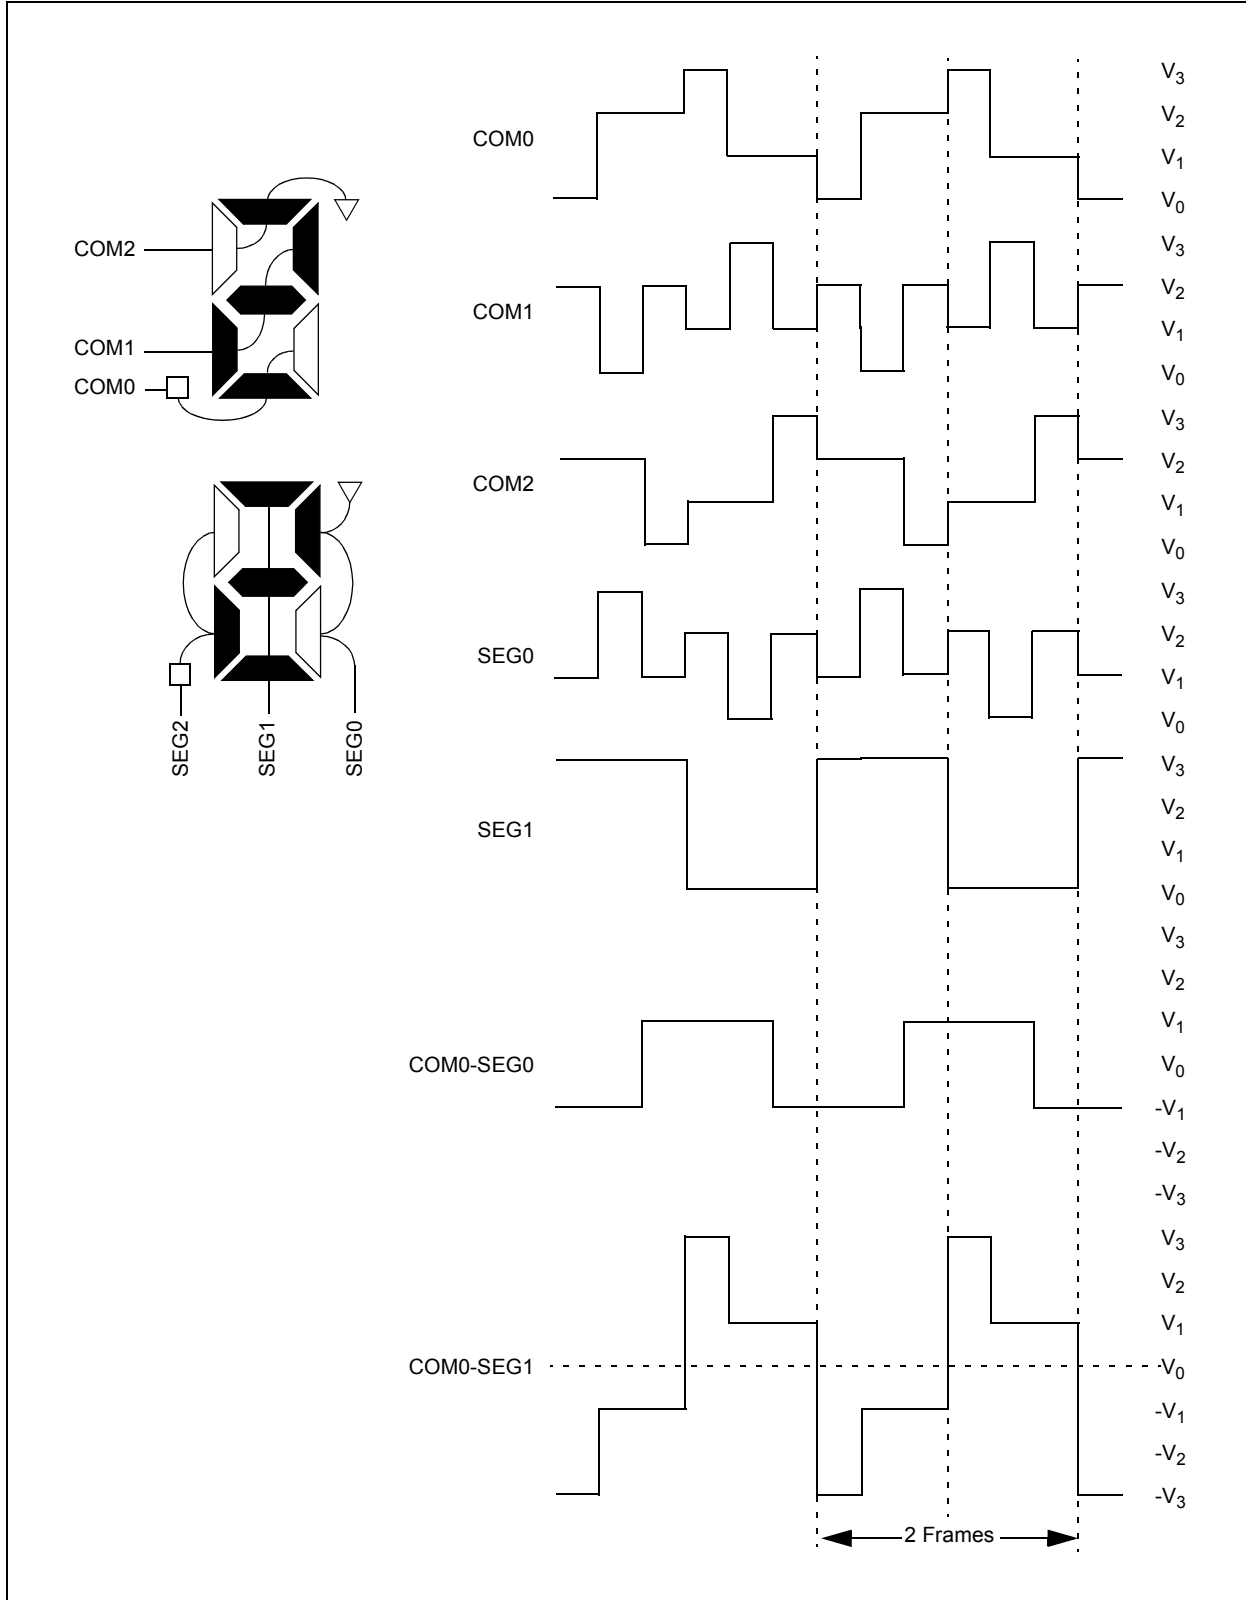 COM2
COM1
COM0
SEG2
SEG1
SEG0
COM0
V3
V2
V1
V0
COM1
V3
V2
V1
V0
COM2
V3
V2
V1
V0
SEG0
V3
V2
V1
V0
SEG1
V3
V2
V1
V0
COM0-SEG0
V3
V2
V1
V0
-V1
-V2
-V3
COM0-SEG1
V3
V2
V1
V0
-V1
-V2
-V3
2 Frames